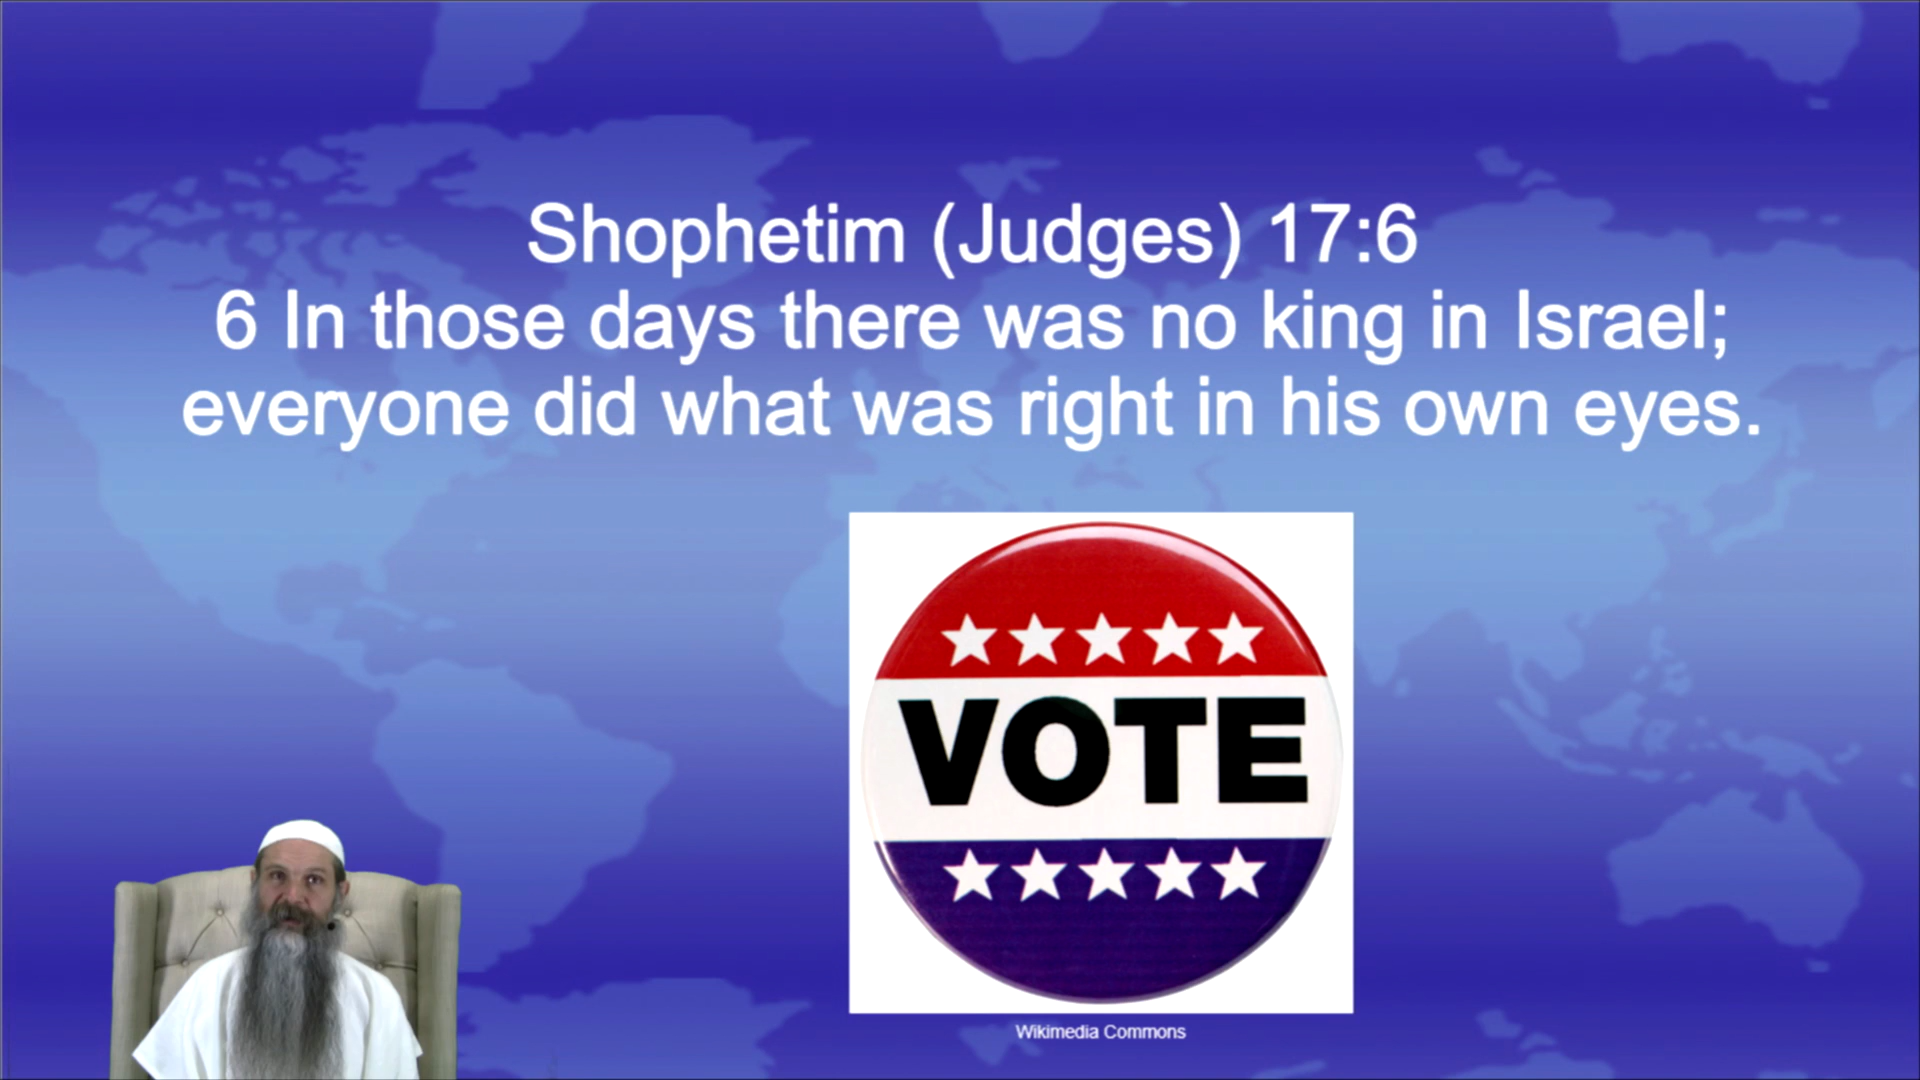 Shophetim (Judges) 17:6
6 In those days there was no king in Israel;
everyone did what was right in his own eyes.
VOTE
Wikimedia Commons